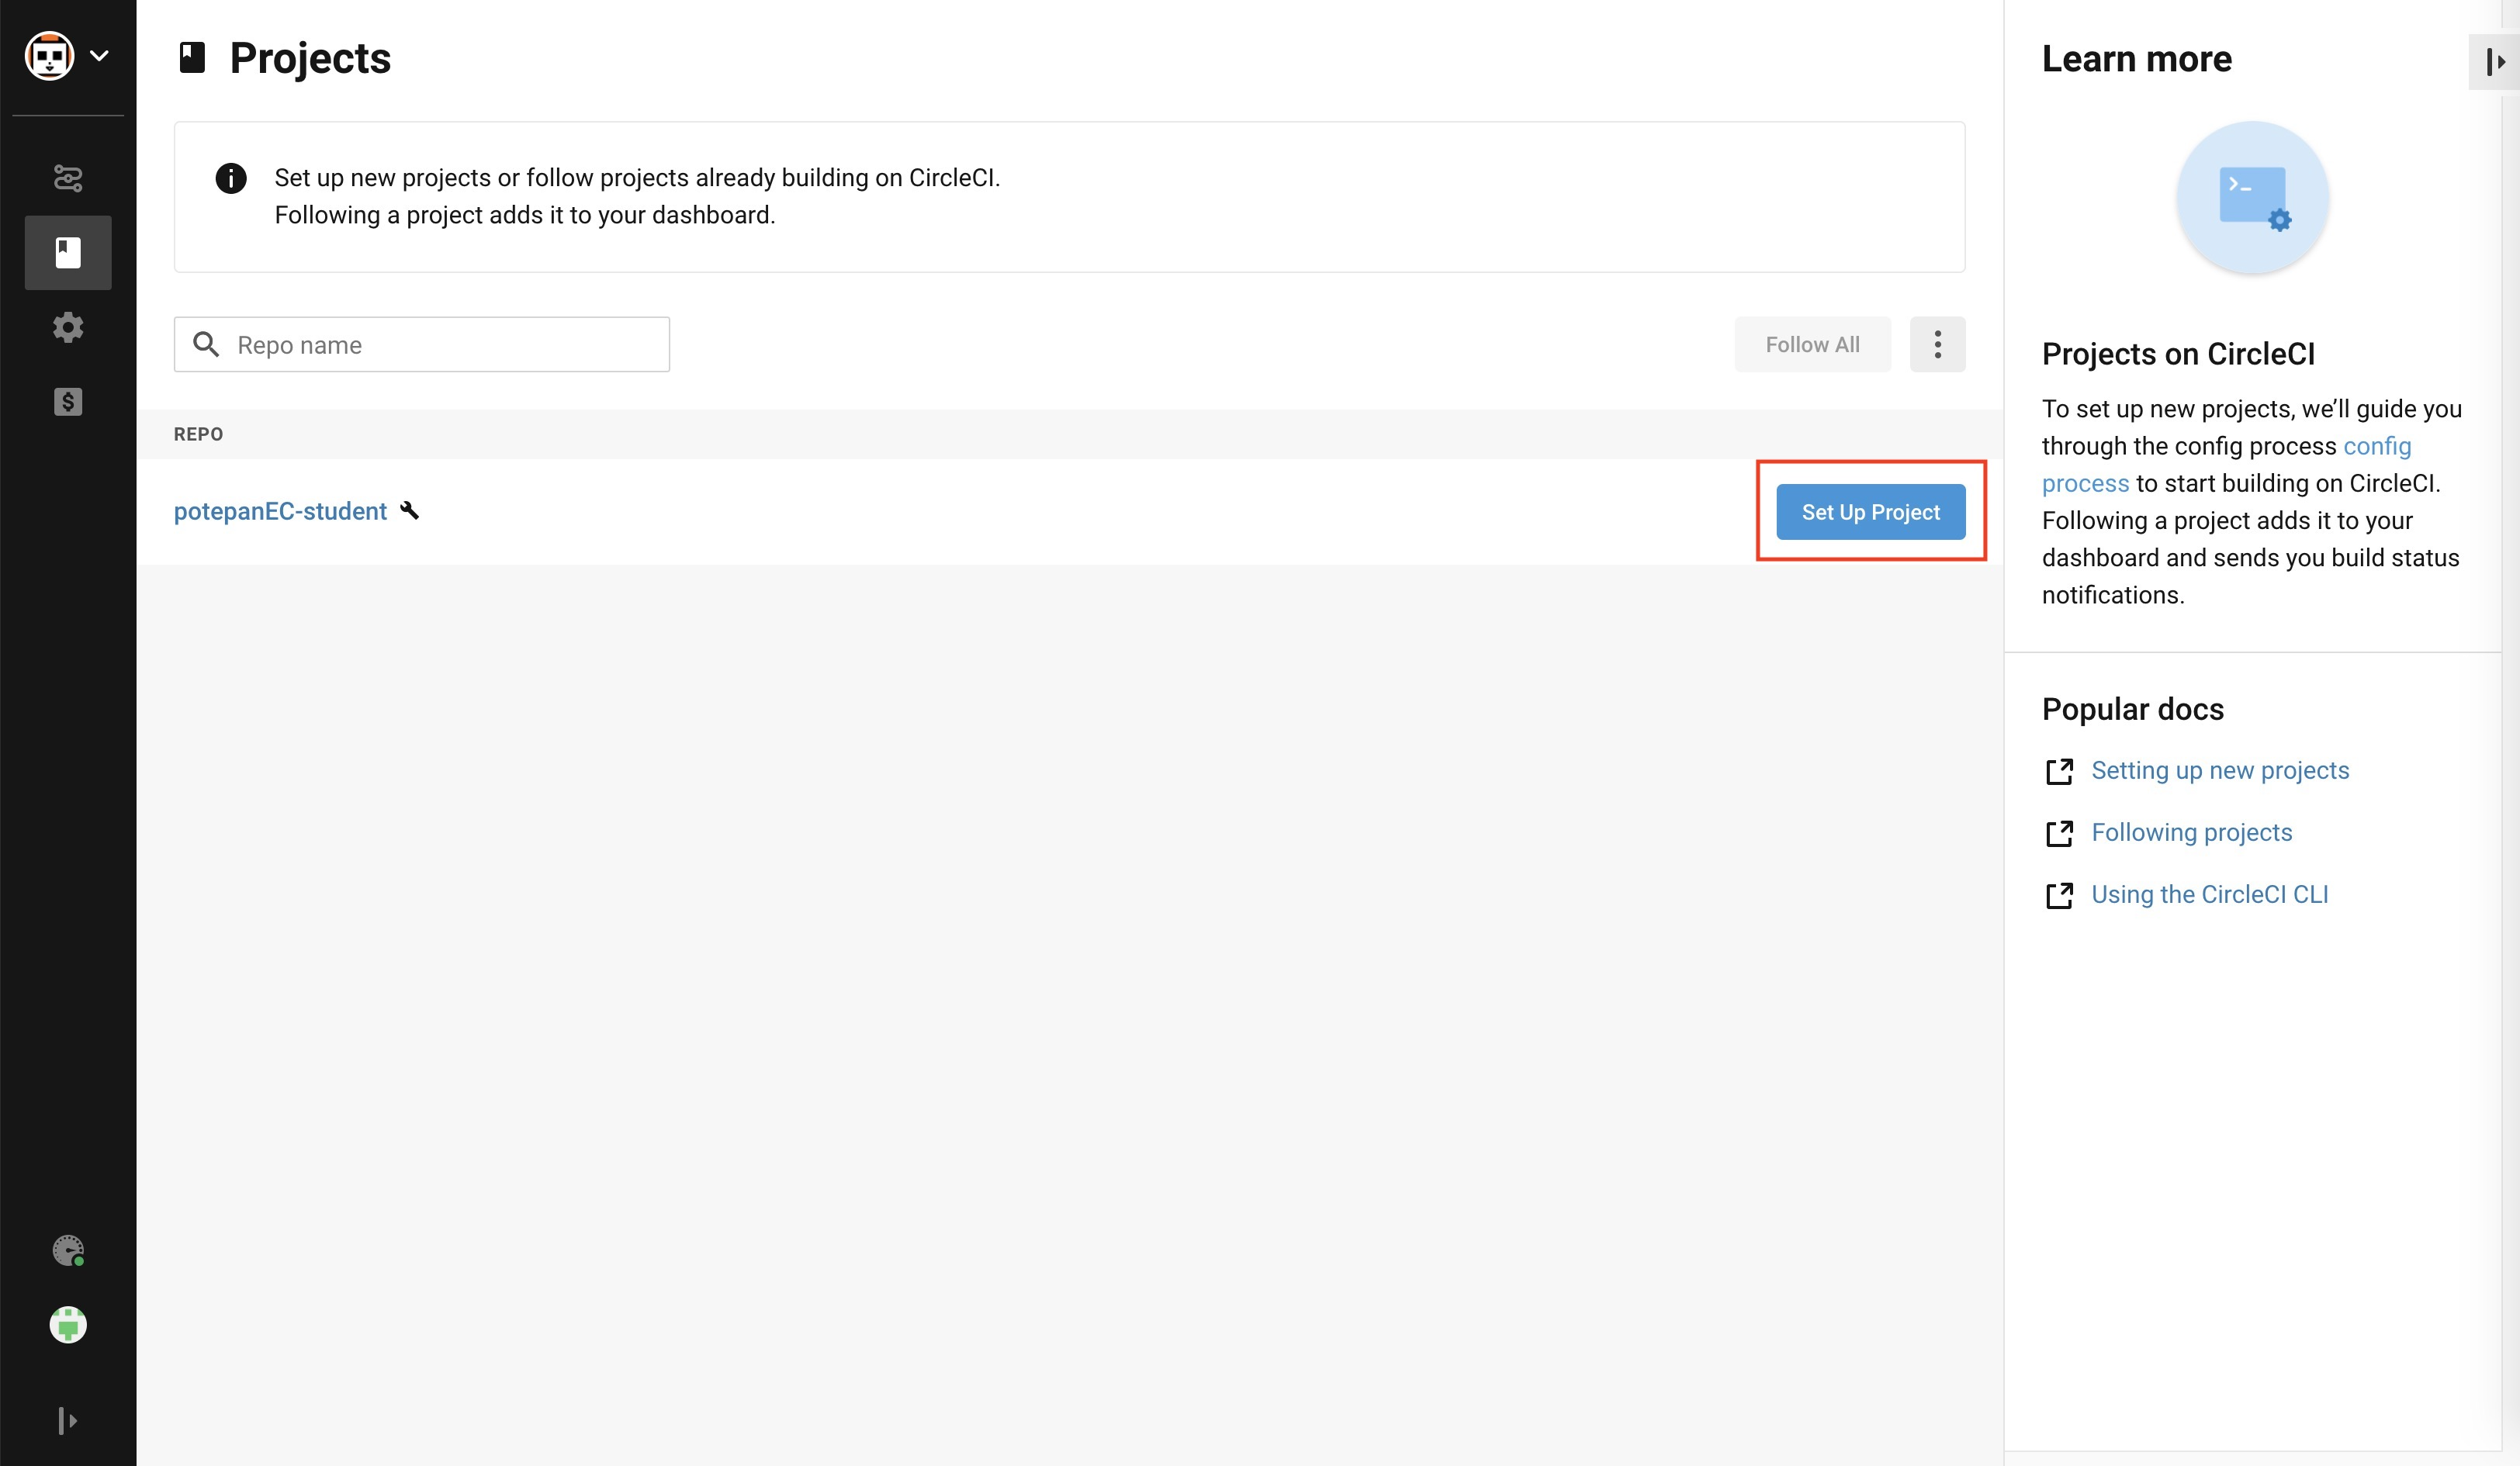 Projects
Set up new projects or follow projects already building on CircleCI.
Following a project adds it to your dashboard.
Repo name
Follow All
REPO
potepanEC-student
Set Up Project
Learn more
Projects on CircleCI
To set up new projects, we’ll guide you
through the config process config
process to start building on CircleCI.
Following a project adds it to your
dashboard and sends you build status
notifications.
Popular docs
Setting up new projects
Following projects
Using the CircleCI CLI